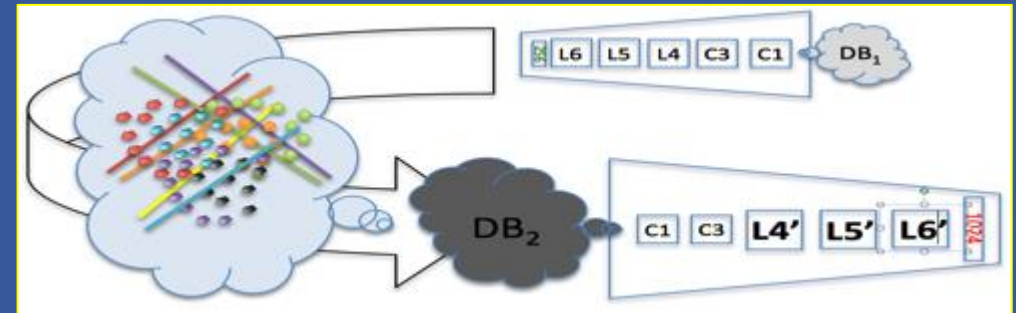 L6 L5 L4 C3 C1 DB₁
DB₂ C1 C3 L4’ L5’ L6’ 1024